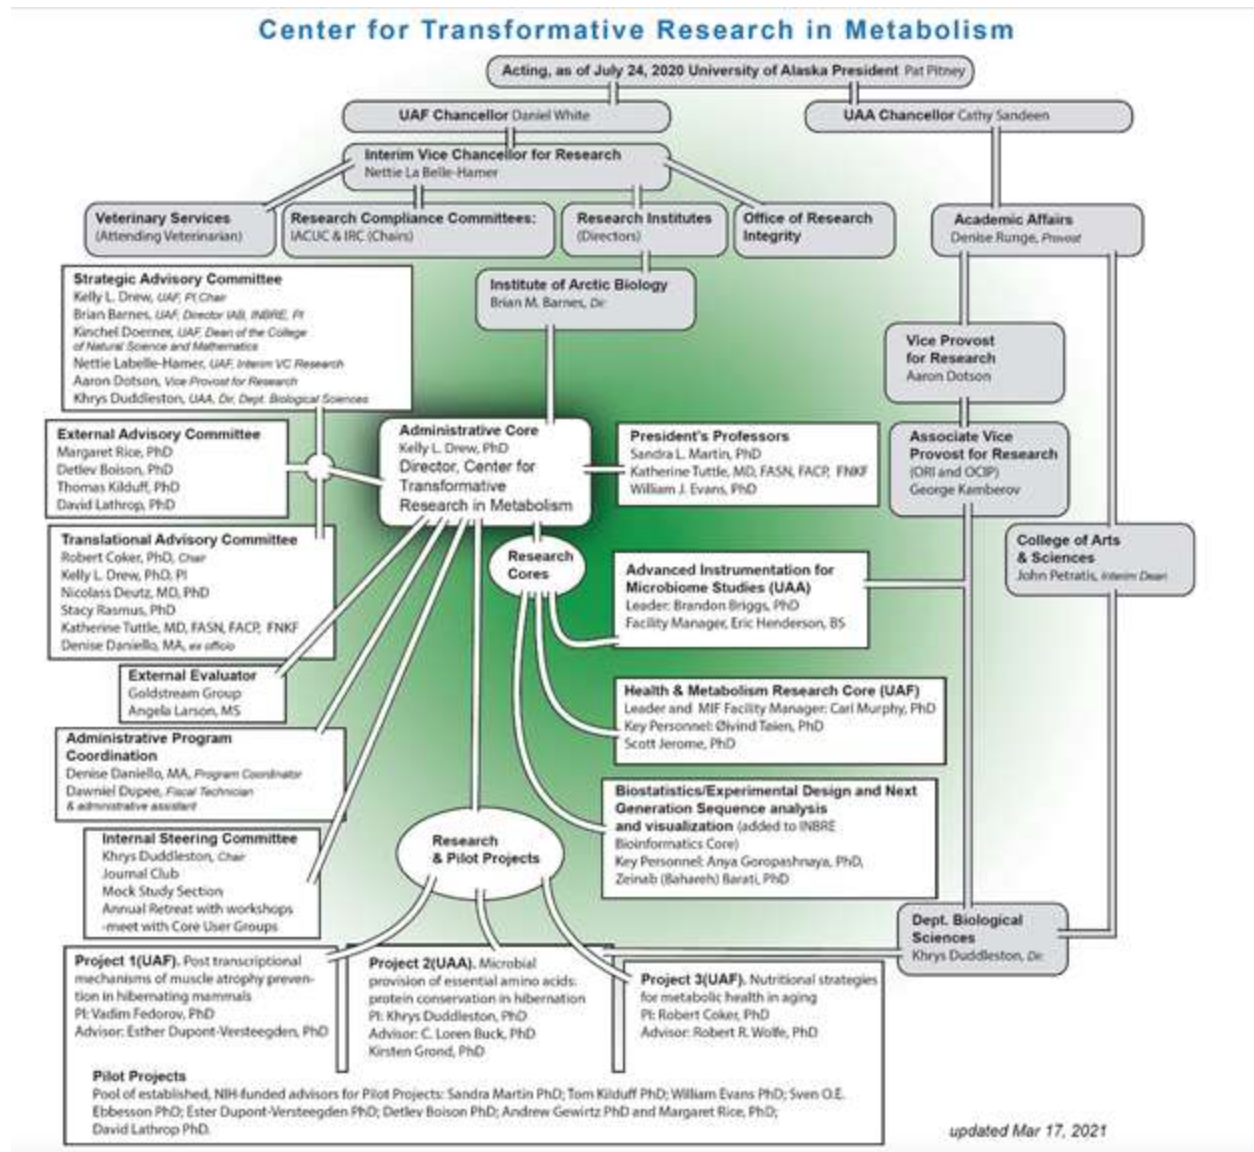 Center for Transformative Research in Metabolism
Acting, as of July 24, 2020 University of Alaska President Pat Pitney
UAF Chancellor Daniel White
UAA Chancellor Cathy Sandeen
Interim Vice Chancellor for Research
Nettie La Belle-Hamer
Veterinary Services
(Attending Veterinarian)
Research Compliance Committees:
IACUC & IRC (Chairs)
Research Institutes
(Directors)
Office of Research
Integrity
Academic Affairs
Denise Runge, Provost
Strategic Advisory Committee
Kelly L. Drew, UAF, PI, Chair
Brian Barnes, UAF, Director IAB, INBRE, PI
Kinchel Doerner, UAF, Dean of the College
of Natural Science and Mathematics
Nettie Labelle-Hamer, UAF, Interim VC Research
Aaron Dotson, Vice Provost for Research
Khrys Duddleston, UAA, Dir, Dept. Biological Sciences
Institute of Arctic Biology
Brian M. Barnes, Dir
Vice Provost
for Research
Aaron Dotson
External Advisory Committee
Margaret Rice, PhD
Detlev Boison, PhD
Thomas Kilduff, PhD
David Lathrop, PhD
Administrative Core
Kelly L. Drew, PhD
Director, Center for
Transformative
Research in Metabolism
President's Professors
Sandra L. Martin, PhD
Katherine Tuttle, MD, FASN, FACP, FNKF
William J. Evans, PhD
Associate Vice
Provost for Research
(ORI and OCIP)
George Kamberov
Translational Advisory Committee
Robert Coker, PhD, Chair
Kelly L. Drew, PhD, PI
Nicolass Deutz, MD, PhD
Stacy Rasmus, PhD
Katherine Tuttle, MD, FASN, FACP, FNKF
Denise Daniello, MA, ex officio
Research
Cores
Advanced Instrumentation for
Microbiome Studies (UAA)
Leader: Brandon Briggs, PhD
Facility Manager, Eric Henderson, BS
College of Arts
& Sciences
John Petratis, Interim Dean
External Evaluator
Goldstream Group
Angela Larson, MS
Health & Metabolism Research Core (UAF)
Leader and MIF Facility Manager: Carl Murphy, PhD
Key Personnel: Øivind Tøien, PhD
Scott Jerome, PhD
Administrative Program
Coordination
Denise Daniello, MA, Program Coordinator
Dawniel Dupee, Fiscal Technician
& administrative assistant
Biostatistics/Experimental Design and Next
Generation Sequence analysis
and visualization (added to INBRE
Bioinformatics Core)
Key Personnel: Anya Goropashnaya, PhD,
Zeinab (Bahareh) Barati, PhD
Internal Steering Committee
Khrys Duddleston, Chair
Journal Club
Mock Study Section
Annual Retreat with workshops
-meet with Core User Groups
Research
& Pilot Projects
Dept. Biological
Sciences
Khrys Duddleston, Dir.
Project 1(UAF). Post transcriptional
mechanisms of muscle atrophy preven-
tion in hibernating mammals
PI: Vadim Fedorov, PhD
Advisor: Esther Dupont-Versteegden, PhD
Project 2(UAA). Microbial
provision of essential amino acids:
protein conservation in hibernation
PI: Khrys Duddleston, PhD
Advisor: C. Loren Buck, PhD
Kirsten Grond, PhD
Project 3(UAF). Nutritional strategies
for metabolic health in aging
PI: Robert Coker, PhD
Advisor: Robert R. Wolfe, PhD
Pilot Projects
Pool of established, NIH-funded advisors for Pilot Projects: Sandra Martin PhD; Tom Kilduff PhD; William Evans PhD; Sven O.E.
Ebbesson PhD; Ester Dupont-Versteegden PhD; Detlev Boison PhD; Andrew Gewirtz PhD and Margaret Rice, PhD;
David Lathrop PhD.
updated Mar 17, 2021